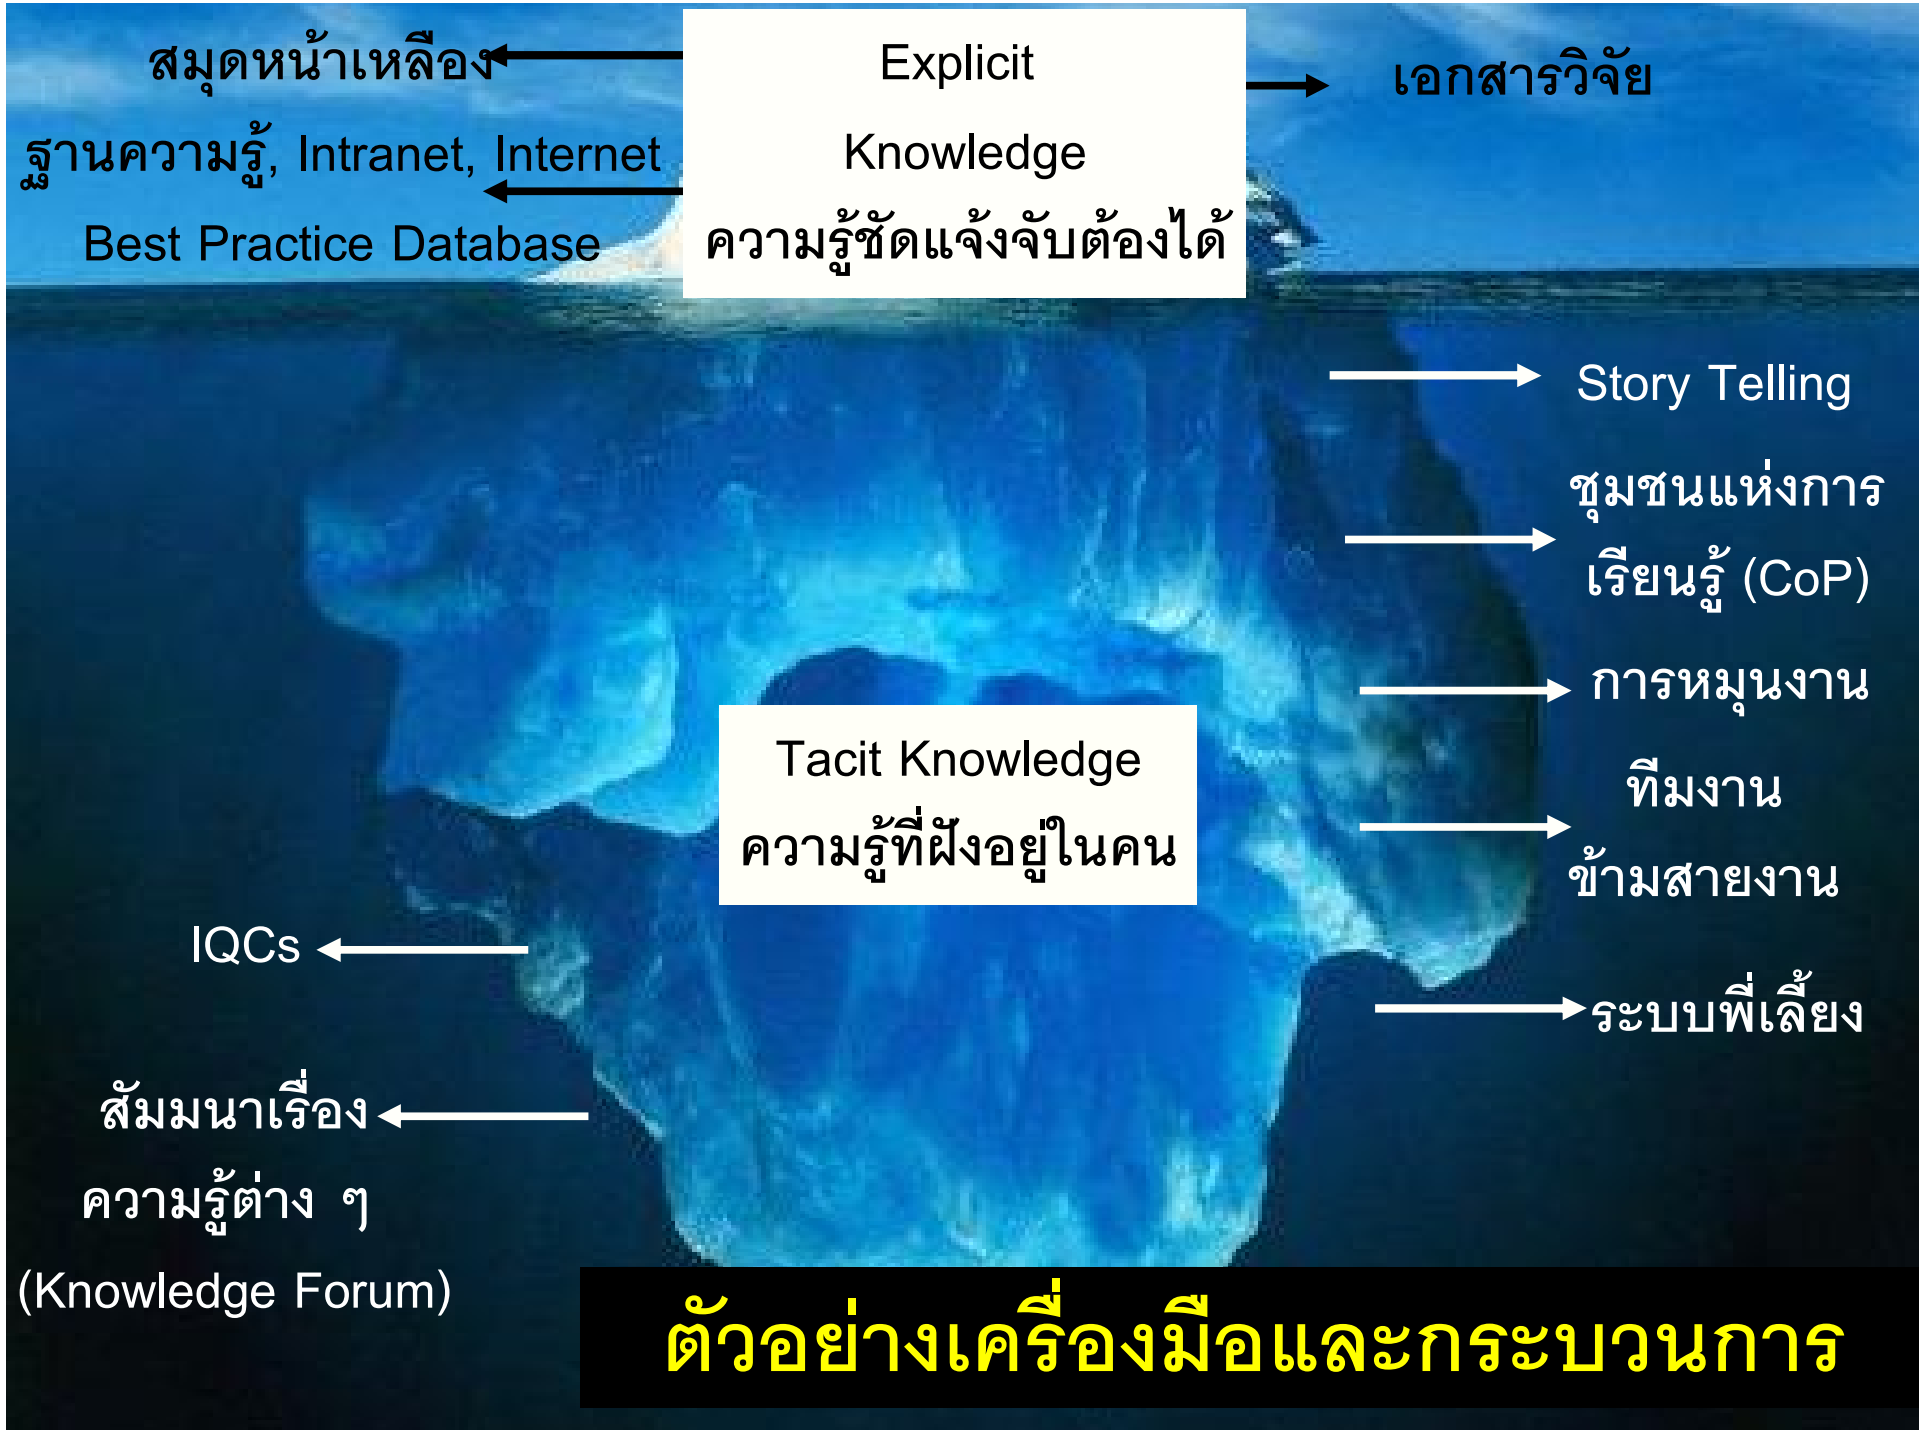 สมุดหน้าเหลือง
ฐานความรู้, Intranet, Internet
Best Practice Database
Explicit
Knowledge
ความรู้ชัดแจ้งจับต้องได้
เอกสารวิจัย
Story Telling
ชุมชนแห่งการ
เรียนรู้ (CoP)
การหมุนงาน
ทีมงาน
ข้ามสายงาน
ระบบพี่เลี้ยง
Tacit Knowledge
ความรู้ที่ฝังอยู่ในคน
IQCs
สัมมนาเรื่อง
ความรู้ต่าง ๆ
(Knowledge Forum)
ตัวอย่างเครื่องมือและกระบวนการ